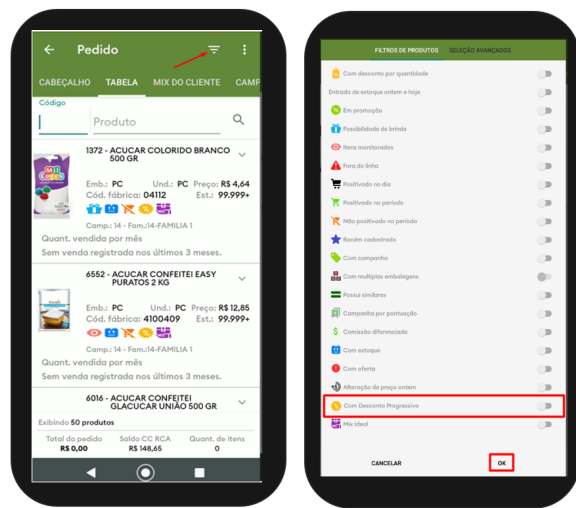 Pedido
CABEÇALHO TABELA MIX DO CLIENTE CAMP
Código
Produto
1372 - ACUCAR COLORIDO BRANCO
500 GR
Mil Cores
Emb.: PC Und.: PC Preço: R$ 4,64
Cód. fábrica: 04112 Est.: 99.999+
Camp.: 14 - Fam.:14-FAMILIA 1
Quant. vendida por mês
Sem venda registrada nos últimos 3 meses.
6552 - ACUCAR CONFEITI EASY
PURATOS 2 KG
Emb.: PC Und.: PC Preço: R$ 12,85
Cód. fábrica: 4100409 Est.: 99.999+
Camp.: 14 - Fam.:14-FAMILIA 1
Quant. vendida por mês
Sem venda registrada nos últimos 3 meses.
6016 - ACUCAR CONFEITI
GLACUCAR UNIÃO 500 GR
Exibindo 50 produtos
Total do pedido Saldo CC RCA Quant. de itens
R$ 0,00 R$ 148,65 0
FILTROS DE PRODUTOS SELEÇÃO AVANÇADOS
Com desconto por quantidade
Entrada de estoque ontem e hoje
Em promoção
Possibilidade de brinde
Itens monitorados
Fora de linha
Positivado no dia
Positivado no período
Não positivado no período
Recém cadastrado
Com campanha
Com multiplas embalagens
Possui similares
Campanha por pontuação
Comissão diferenciada
Com estoque
Com oferta
Alteração de preço ontem
Com Desconto Progressivo
Mix Ideal
CANCELAR OK